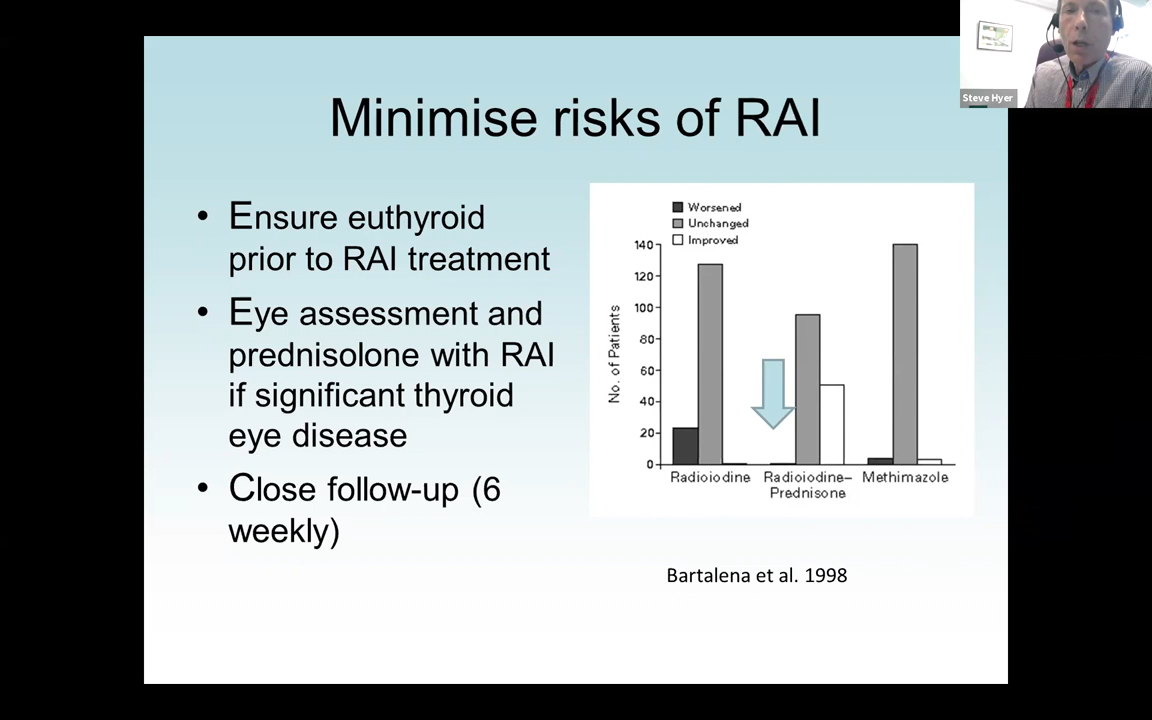 Steve Hyer
Minimise risks of RAI
• Ensure euthyroid
prior to RAI treatment
• Eye assessment and
prednisolone with RAI
if significant thyroid
eye disease
• Close follow-up (6
weekly)
Worsened
Unchanged
Improved
No. of Patients
140
120
100
80
60
40
20
0
Radioiodine
Radioiodine–
Prednisone
Methimazole
Bartalena et al. 1998